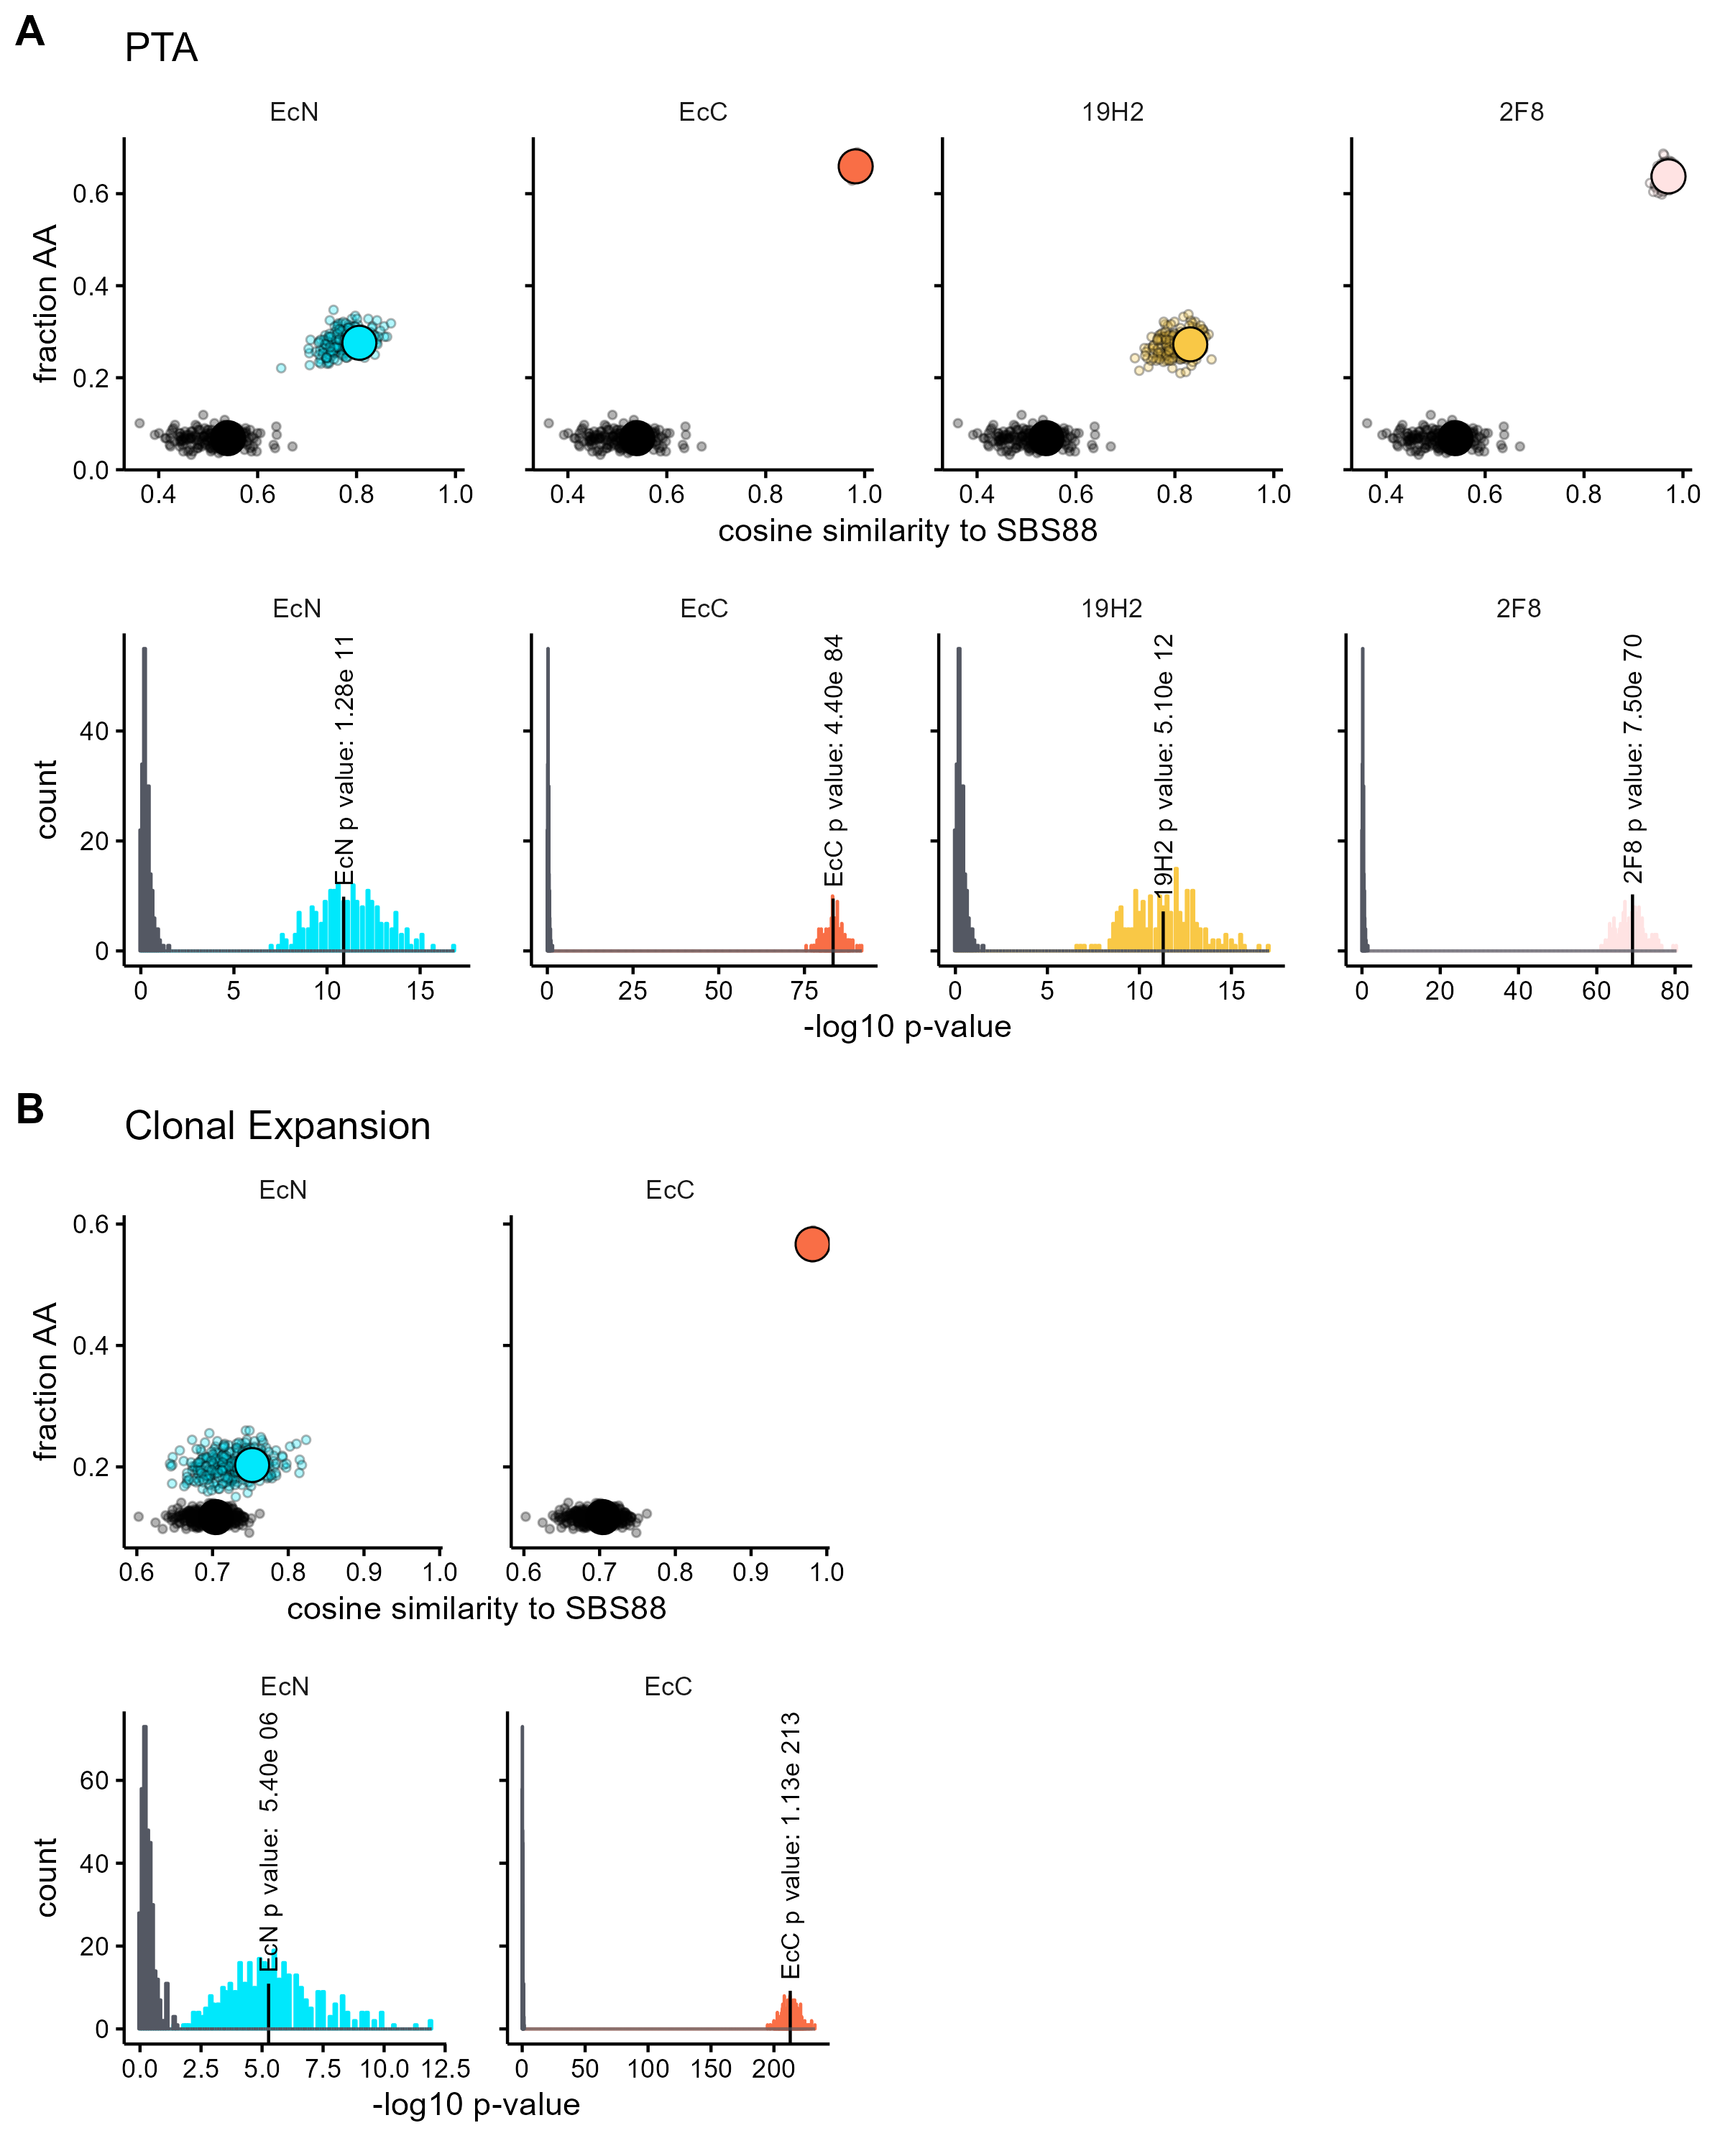 A
PTA
EcN EcC 19H2 2F8
fraction AA
0.6
0.4
0.2
0.0
0.4 0.6 0.8 1.0 0.4 0.6 0.8 1.0 0.4 0.6 0.8 1.0 0.4 0.6 0.8 1.0
cosine similarity to SBS88
EcN EcC 19H2 2F8
EcN p value: 1.28e 11
EcC p value: 4.40e 84
19H2 p value: 5.10e 12
2F8 p value: 7.50e 70
count
40
20
0
0 5 10 15 0 25 50 75 0 5 10 15 0 20 40 60 80
-log10 p-value
B
Clonal Expansion
EcN EcC
fraction AA
0.6
0.4
0.2
0.6 0.7 0.8 0.9 1.0 0.6 0.7 0.8 0.9 1.0
cosine similarity to SBS88
EcN EcC
EcN p value: 5.40e 06
EcC p value: 1.13e 213
count
60
40
20
0
0.0 2.5 5.0 7.5 10.0 12.5 0 50 100 150 200
-log10 p-value